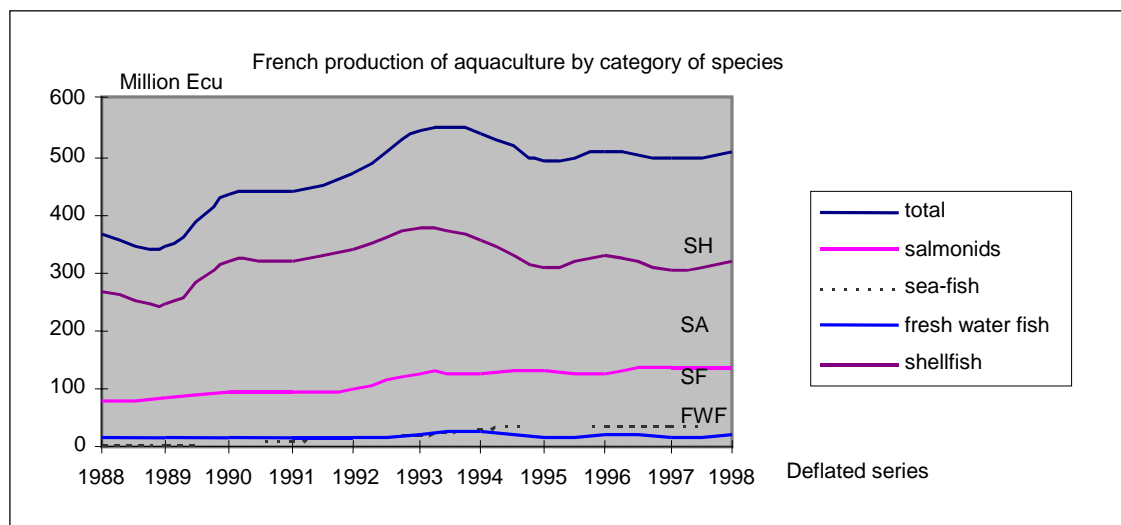 French production of aquaculture by category of species
Million Ecu
600
500
400
300
200
100
0
SH
SA
SF
FWF
1988 1989 1990 1991 1992 1993 1994 1995 1996 1997 1998
Deflated series
total
salmonids
sea-fish
fresh water fish
shellfish